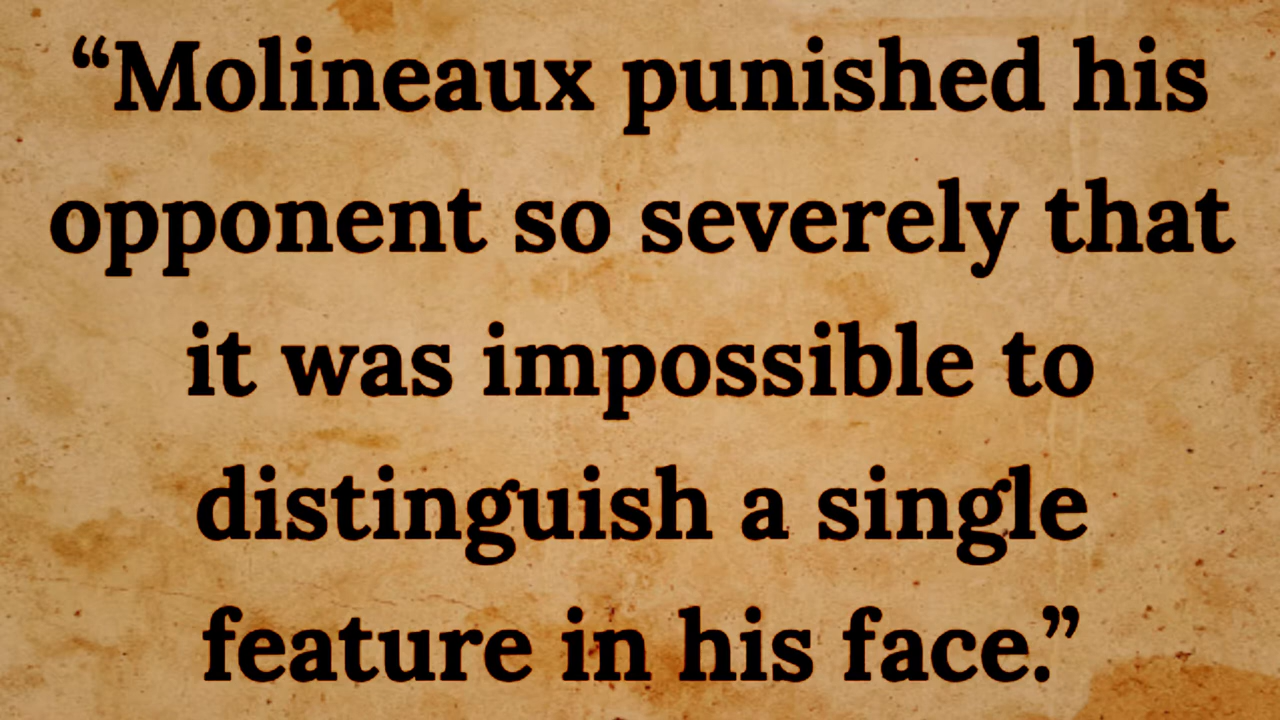 “Molineaux punished his
opponent so severely that
it was impossible to
distinguish a single
feature in his face.”